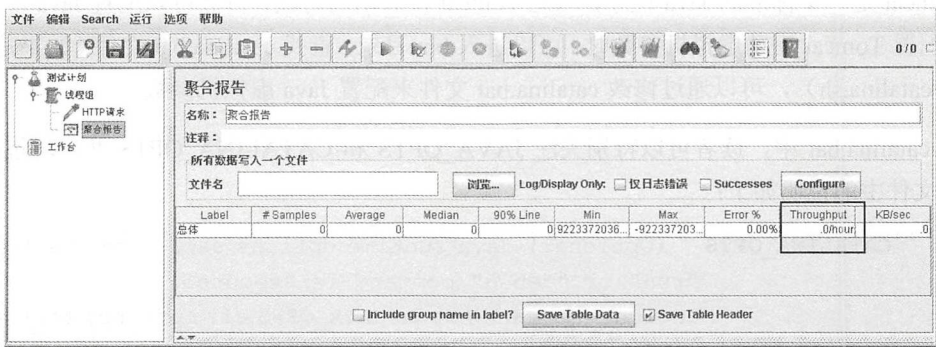 文件 编辑 Search 运行 选项 帮助
0/0
测试计划
线程组
HTTP请求
聚合报告
工作台
聚合报告
名称：聚合报告
注释：
所有数据写入一个文件
文件名 浏览... Log/Display Only: 仅日志错误 Successes Configure
Label # Samples Average Median 90% Line Min Max Error % Throughput KB/sec
总体 0 0 0 0 9223372036... -922337203... 0.00% .0/hour .0
Include group name in label? Save Table Data Save Table Header